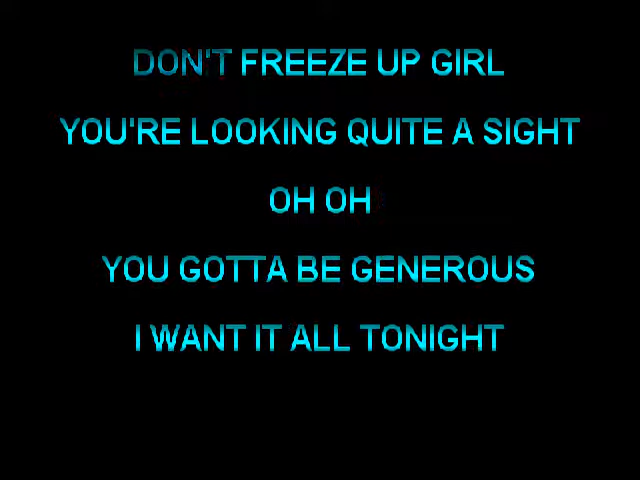 DON'T FREEZE UP GIRL
YOU'RE LOOKING QUITE A SIGHT
OH OH
YOU GOTTA BE GENEROUS
I WANT IT ALL TONIGHT